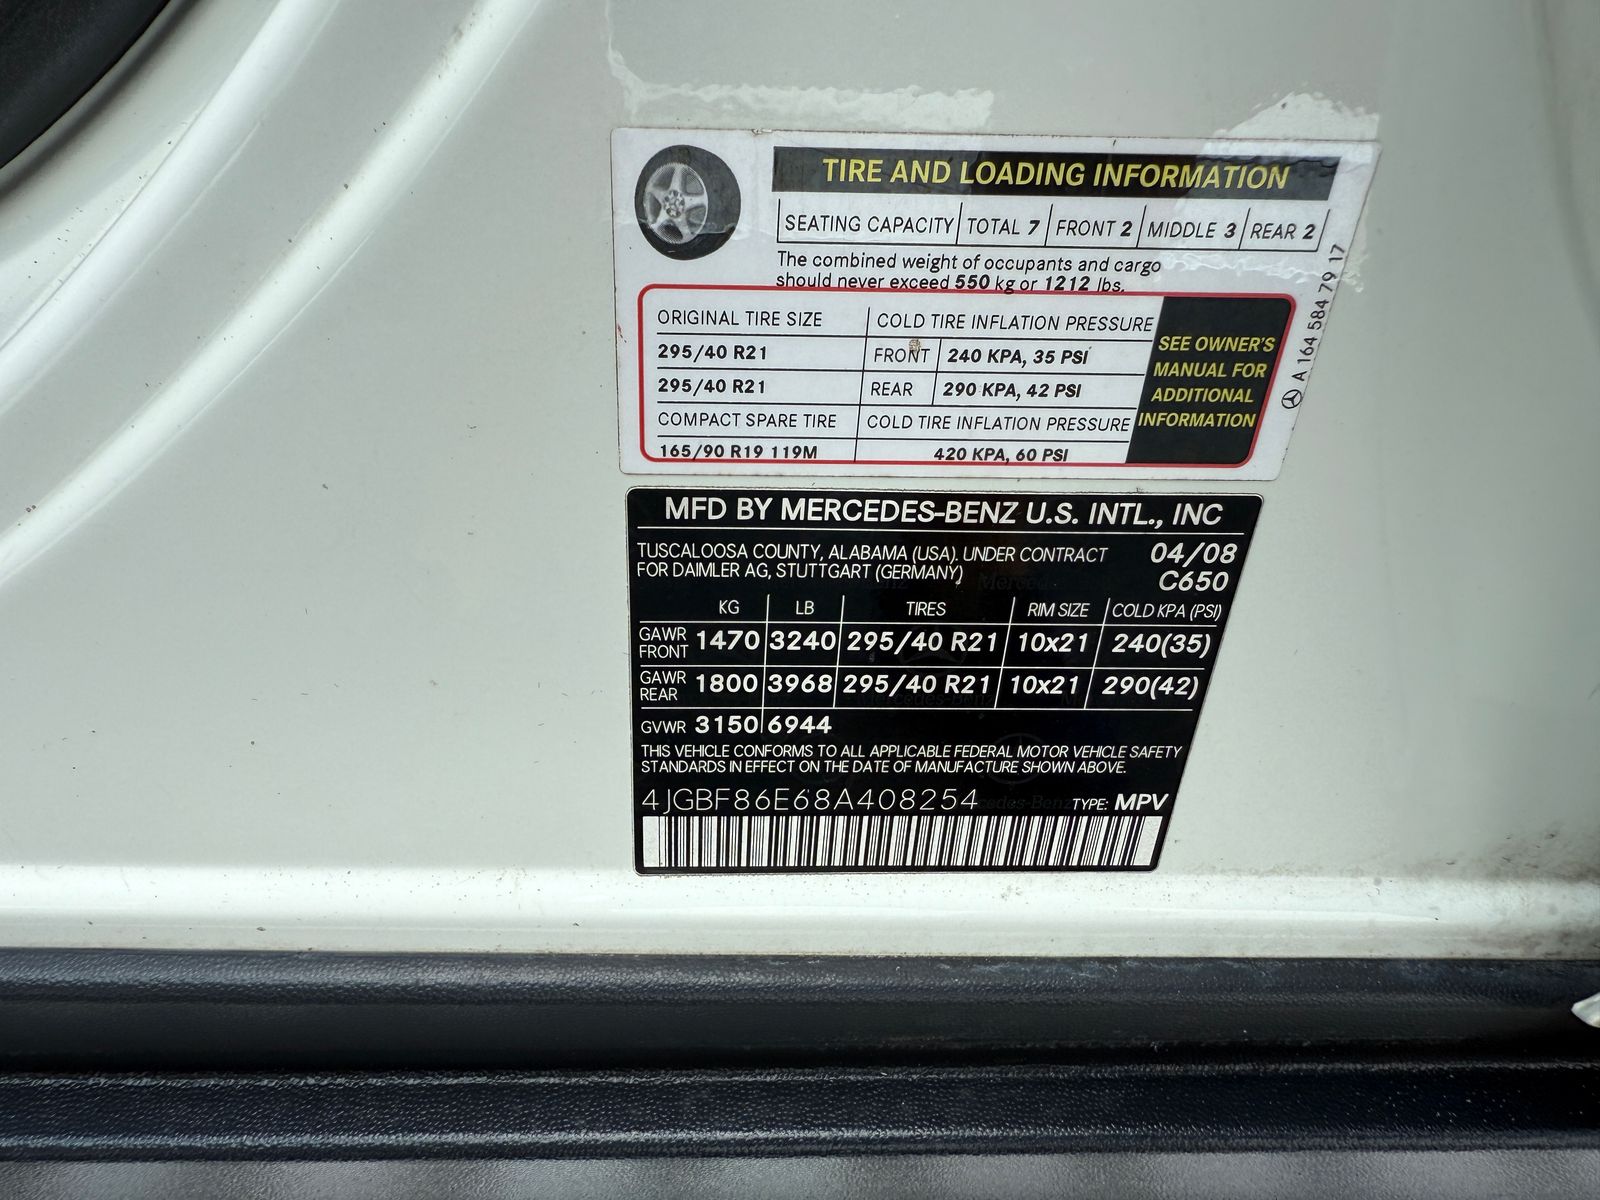 TIRE AND LOADING INFORMATION
SEATING CAPACITY TOTAL 7 FRONT 2 MIDDLE 3 REAR 2
The combined weight of occupants and cargo
should never exceed 550 kg or 1212 lbs.
ORIGINAL TIRE SIZE COLD TIRE INFLATION PRESSURE
295/40 R21 FRONT 240 KPA, 35 PSI
295/40 R21 REAR 290 KPA, 42 PSI
COMPACT SPARE TIRE COLD TIRE INFLATION PRESSURE
165/90 R19 119M 420 KPA, 60 PSI
SEE OWNER'S
MANUAL FOR
ADDITIONAL
INFORMATION
A 164 584 79 17
MFD BY MERCEDES-BENZ U.S. INTL., INC
TUSCALOOSA COUNTY, ALABAMA (USA). UNDER CONTRACT 04/08
FOR DAIMLER AG, STUTTGART (GERMANY) C650
KG LB TIRES RIM SIZE COLD KPA (PSI)
GAWR FRONT 1470 3240 295/40 R21 10x21 240(35)
GAWR REAR 1800 3968 295/40 R21 10x21 290(42)
GVWR 3150 6944
THIS VEHICLE CONFORMS TO ALL APPLICABLE FEDERAL MOTOR VEHICLE SAFETY
STANDARDS IN EFFECT ON THE DATE OF MANUFACTURE SHOWN ABOVE.
4JGBF86E68A408254 TYPE: MPV